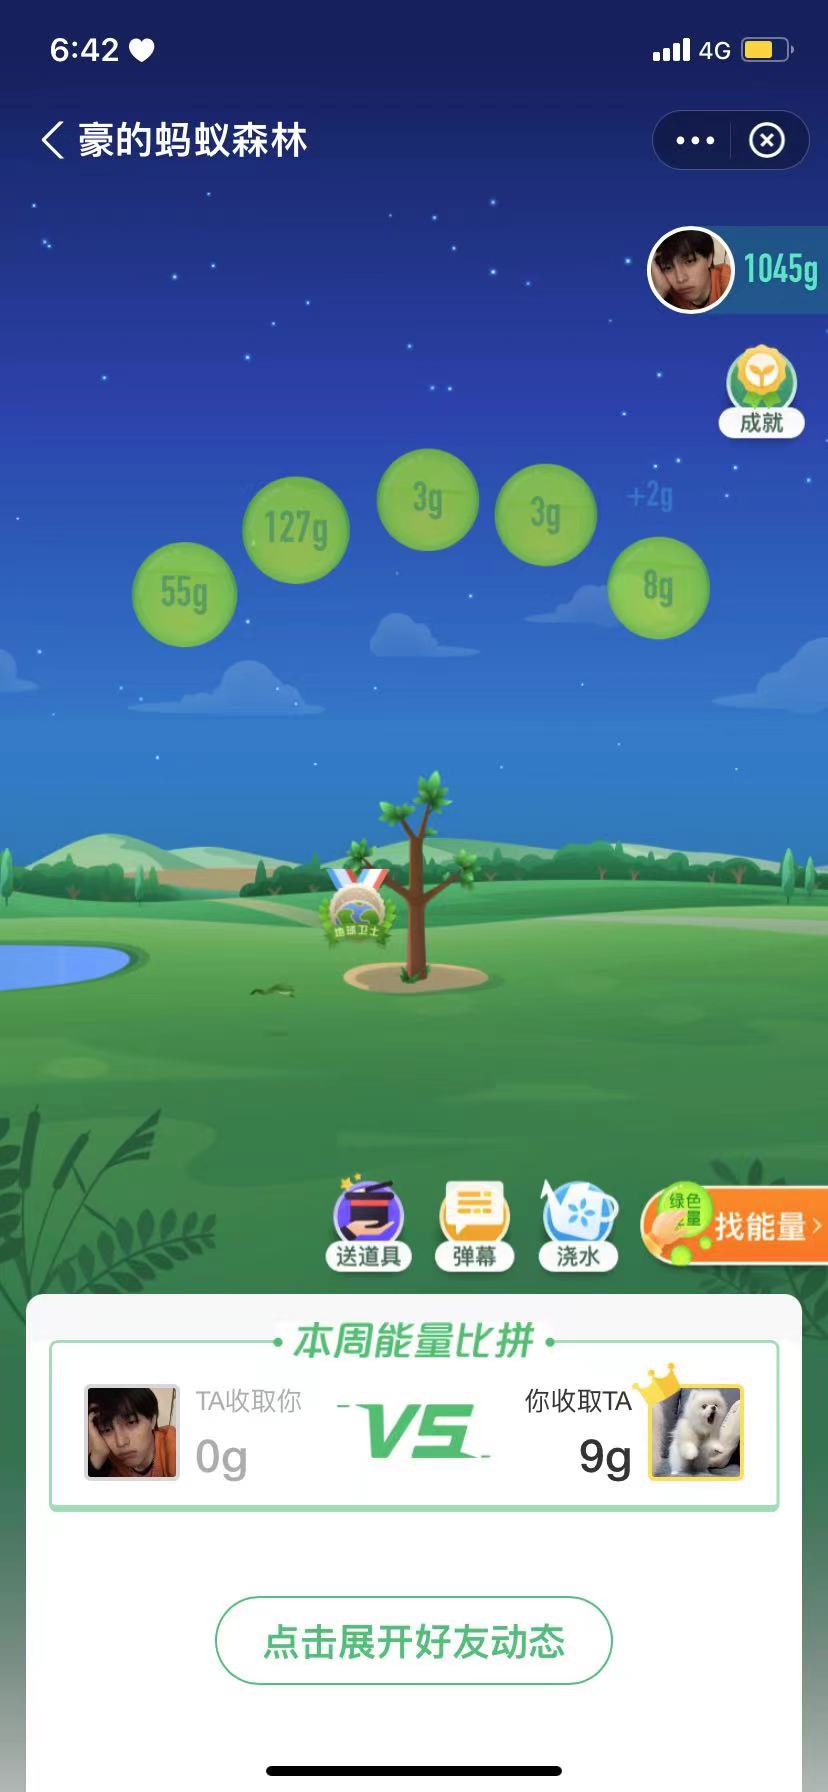 6:42
4G
豪的蚂蚁森林
1045g
成就
+2g
3g
3g
127g
8g
55g
地球卫士
绿色
量
找能量
送道具
弹幕
浇水
本周能量比拼
TA收取你
0g
VS
你收取TA
9g
点击展开好友动态